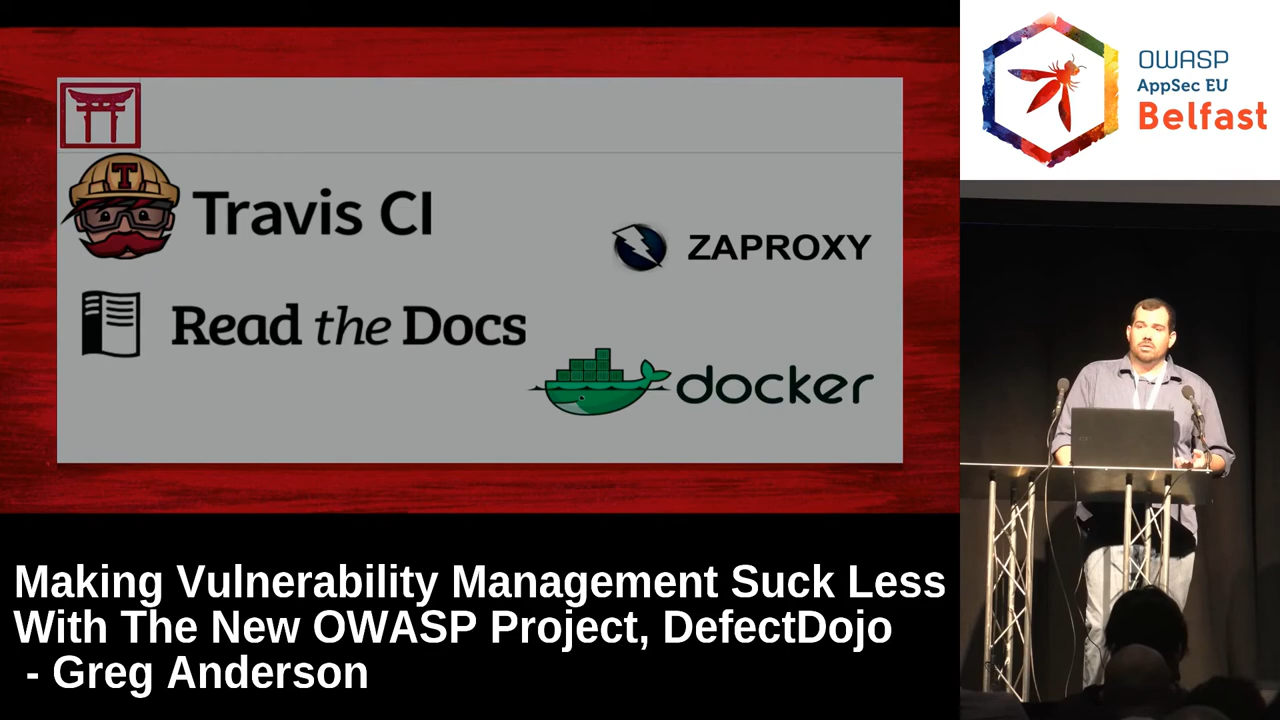 Travis CI
ZAPROXY
Read the Docs
docker
OWASP
AppSec EU
Belfast
Making Vulnerability Management Suck Less
With The New OWASP Project, DefectDojo
- Greg Anderson